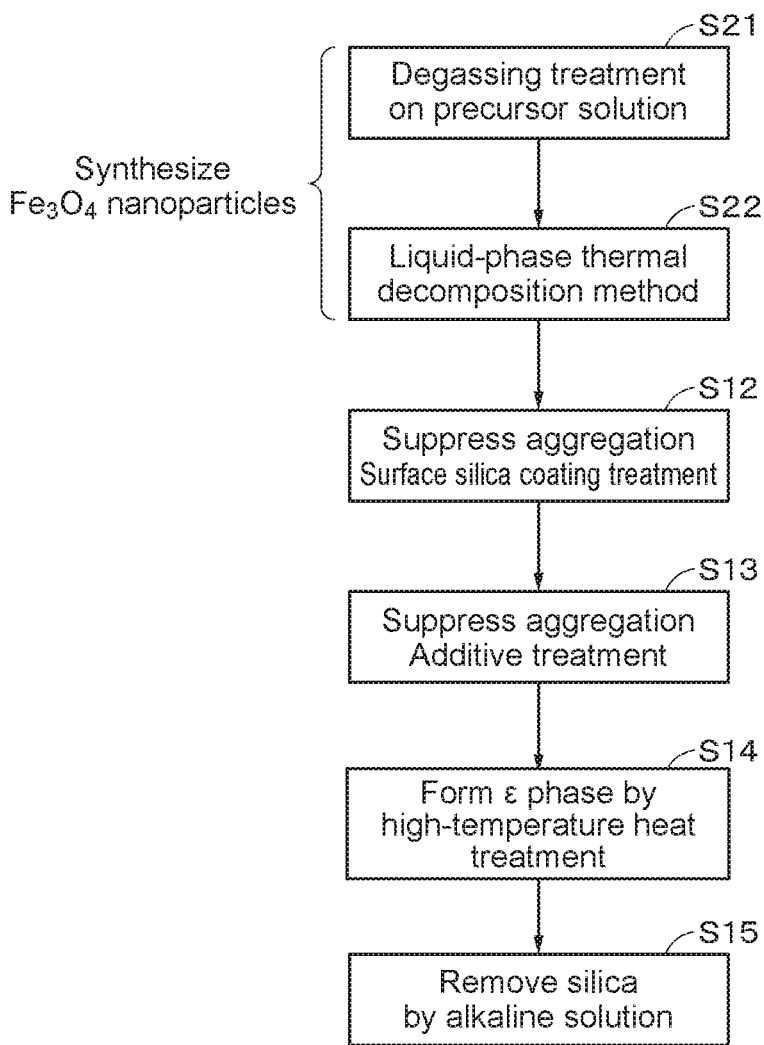 S21
Degassing treatment
on precursor solution
Synthesize
Fe₃O₄ nanoparticles
S22
Liquid-phase thermal
decomposition method
S12
Suppress aggregation
Surface silica coating treatment
S13
Suppress aggregation
Additive treatment
S14
Form ε phase by
high-temperature heat
treatment
S15
Remove silica
by alkaline solution